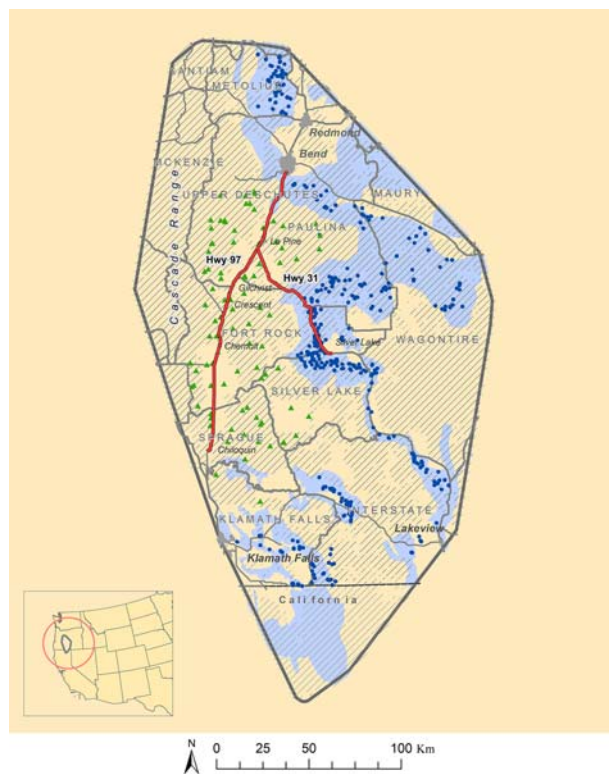 SANTIAM
METOLIUS
Redmond
Bend
MCKENZIE
UPPER DESCHUTES
MAURY
Cascade Range
PAULINA
La Pine
Hwy 97
Hwy 31
Gilchrist
Crescent
FORT ROCK
Chemult
Silver Lake
WAGONTIRE
SILVER LAKE
SPRAGUE
Chiloquin
KLAMATH FALLS
INTERSTATE
Lakeview
Klamath Falls
California
N
0 25 50 100 Km